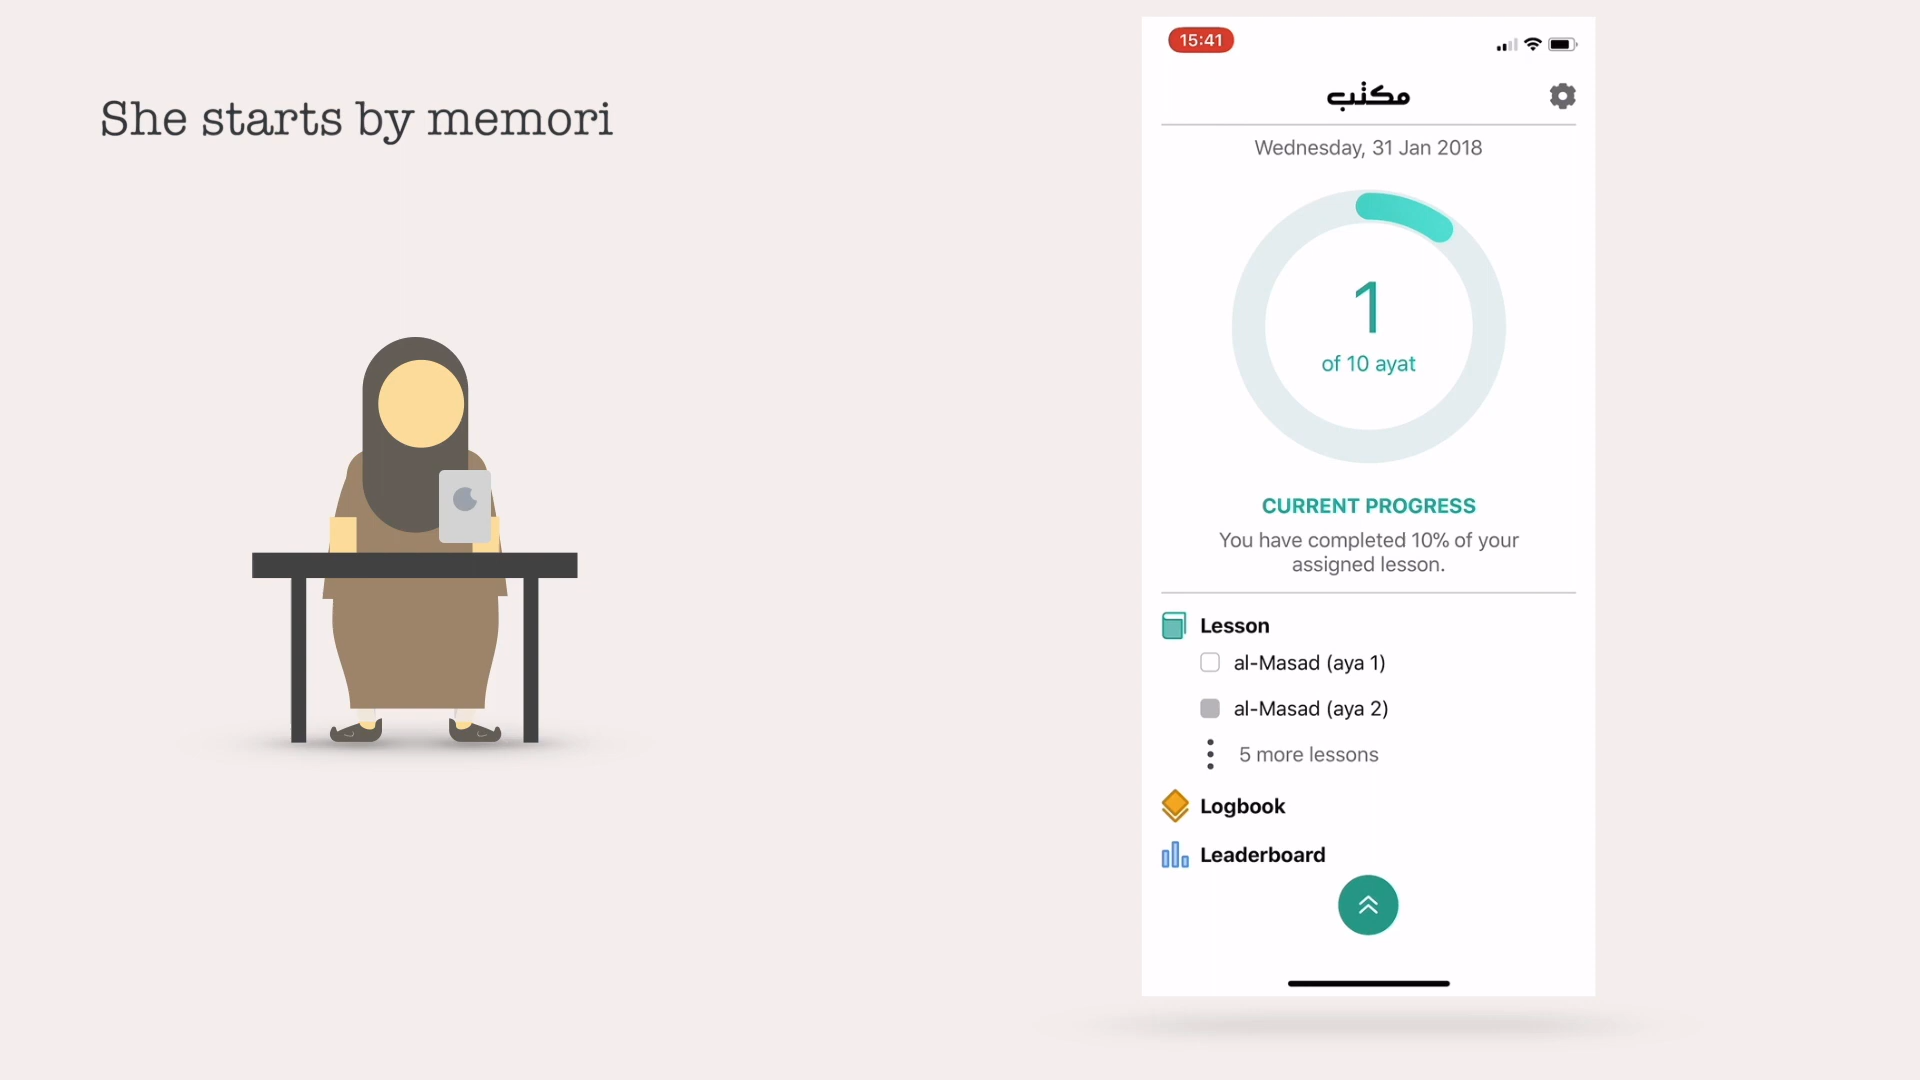 She starts by memori
15:41
مكتب
Wednesday, 31 Jan 2018
1
of 10 ayat
CURRENT PROGRESS
You have completed 10% of your
assigned lesson.
Lesson
al-Masad (aya 1)
al-Masad (aya 2)
5 more lessons
Logbook
Leaderboard